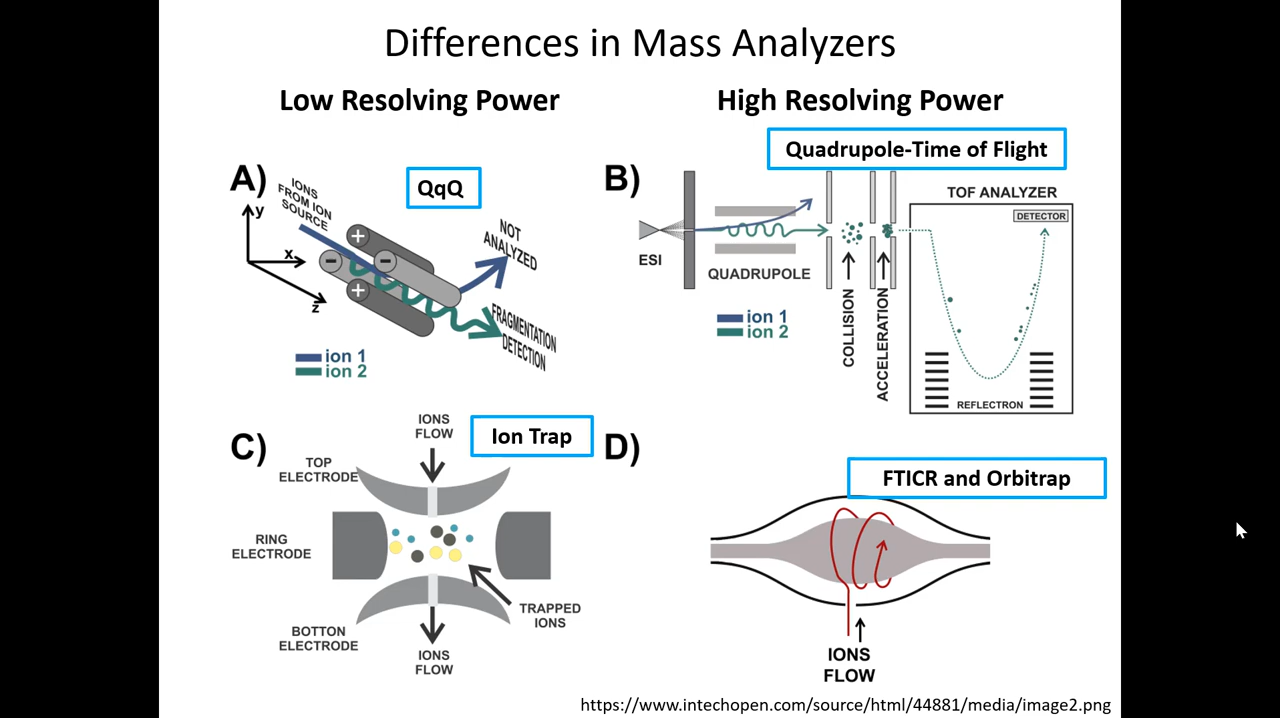 Differences in Mass Analyzers
Low Resolving Power
High Resolving Power
A)
QqQ
IONS
FROM ION
SOURCE
y
x
z
+
−
−
+
NOT
ANALYZED
FRAGMENTATION
DETECTION
ion 1
ion 2
B)
Quadrupole-Time of Flight
TOF ANALYZER
DETECTOR
ESI
QUADRUPOLE
ion 1
ion 2
COLLISION
ACCELERATION
REFLECTRON
C)
Ion Trap
IONS
FLOW
TOP
ELECTRODE
RING
ELECTRODE
TRAPPED
IONS
BOTTON
ELECTRODE
IONS
FLOW
D)
FTICR and Orbitrap
IONS
FLOW
https://www.intechopen.com/source/html/44881/media/image2.png